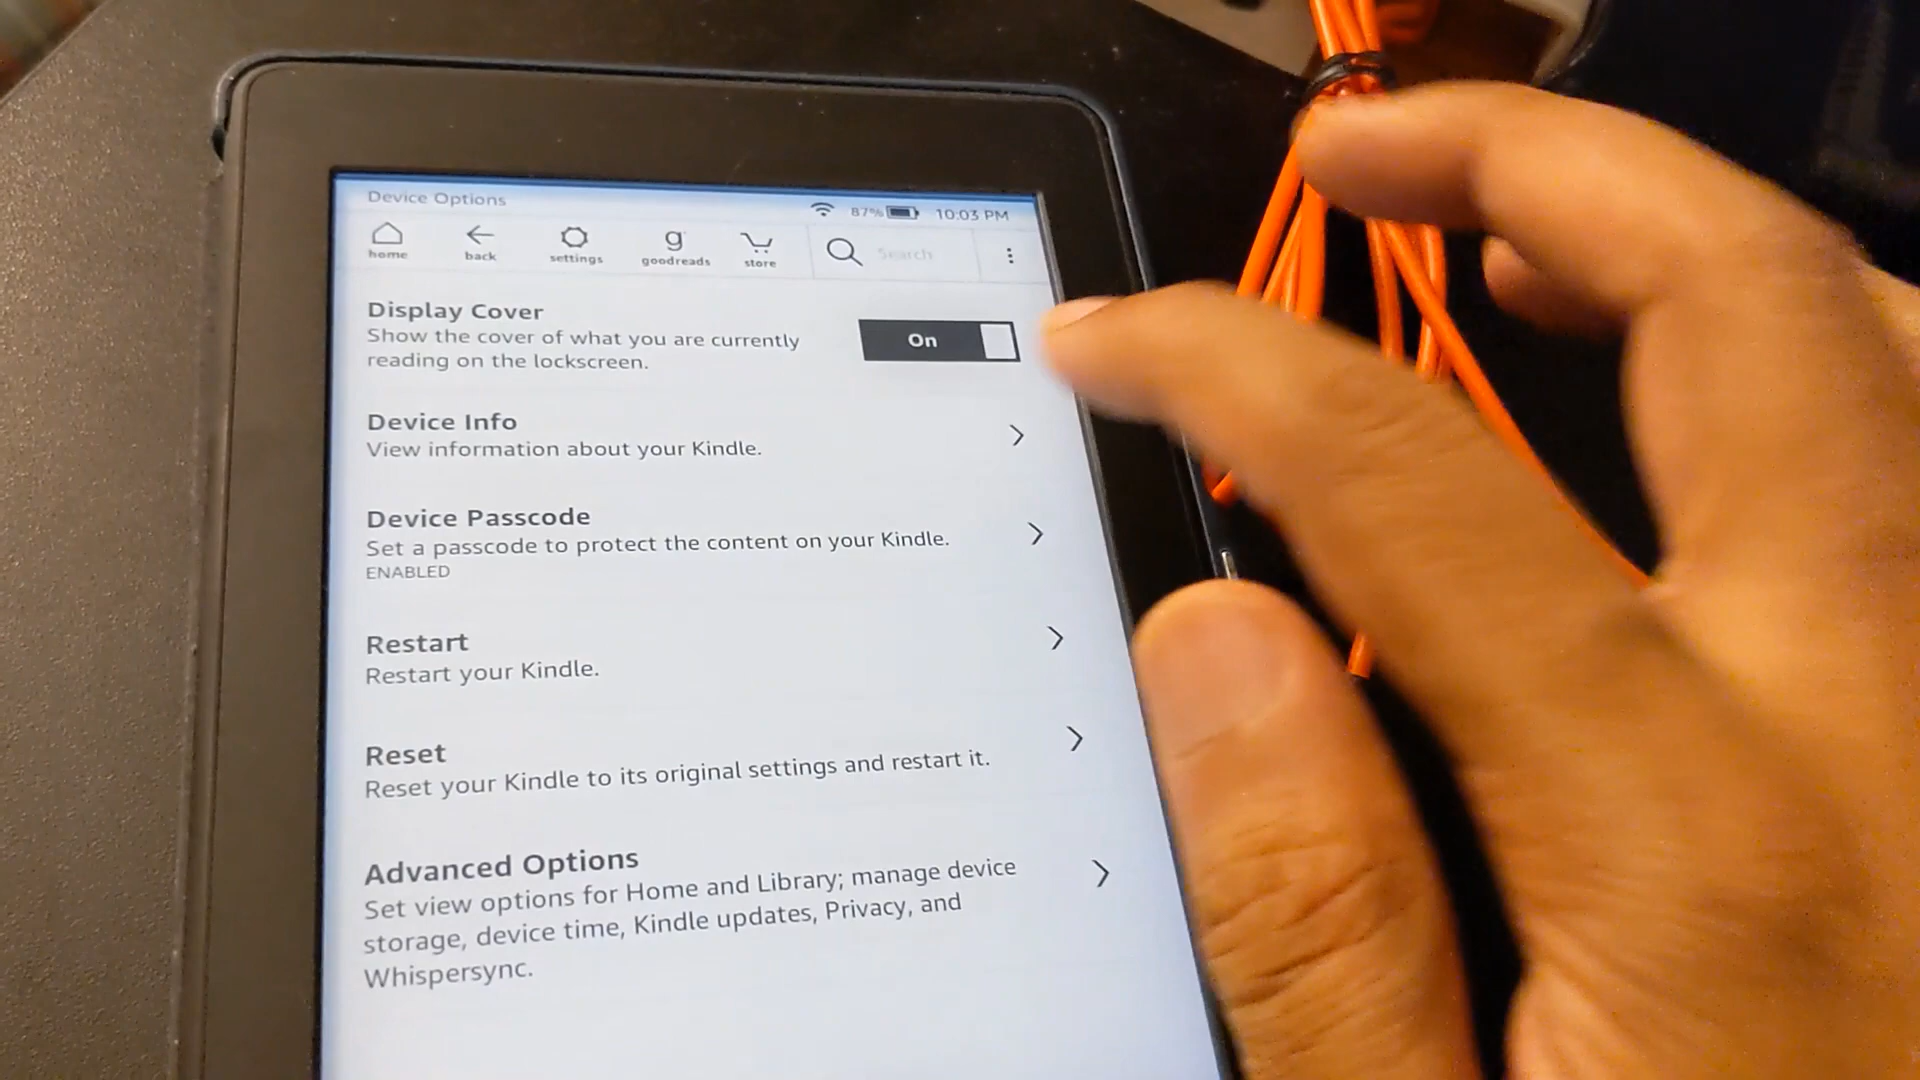 Device Options
87% 10:03 PM
home back settings goodreads store Search
Display Cover
Show the cover of what you are currently
reading on the lockscreen.
On
Device Info
View information about your Kindle.
Device Passcode
Set a passcode to protect the content on your Kindle.
ENABLED
Restart
Restart your Kindle.
Reset
Reset your Kindle to its original settings and restart it.
Advanced Options
Set view options for Home and Library; manage device
storage, device time, Kindle updates, Privacy, and
Whispersync.